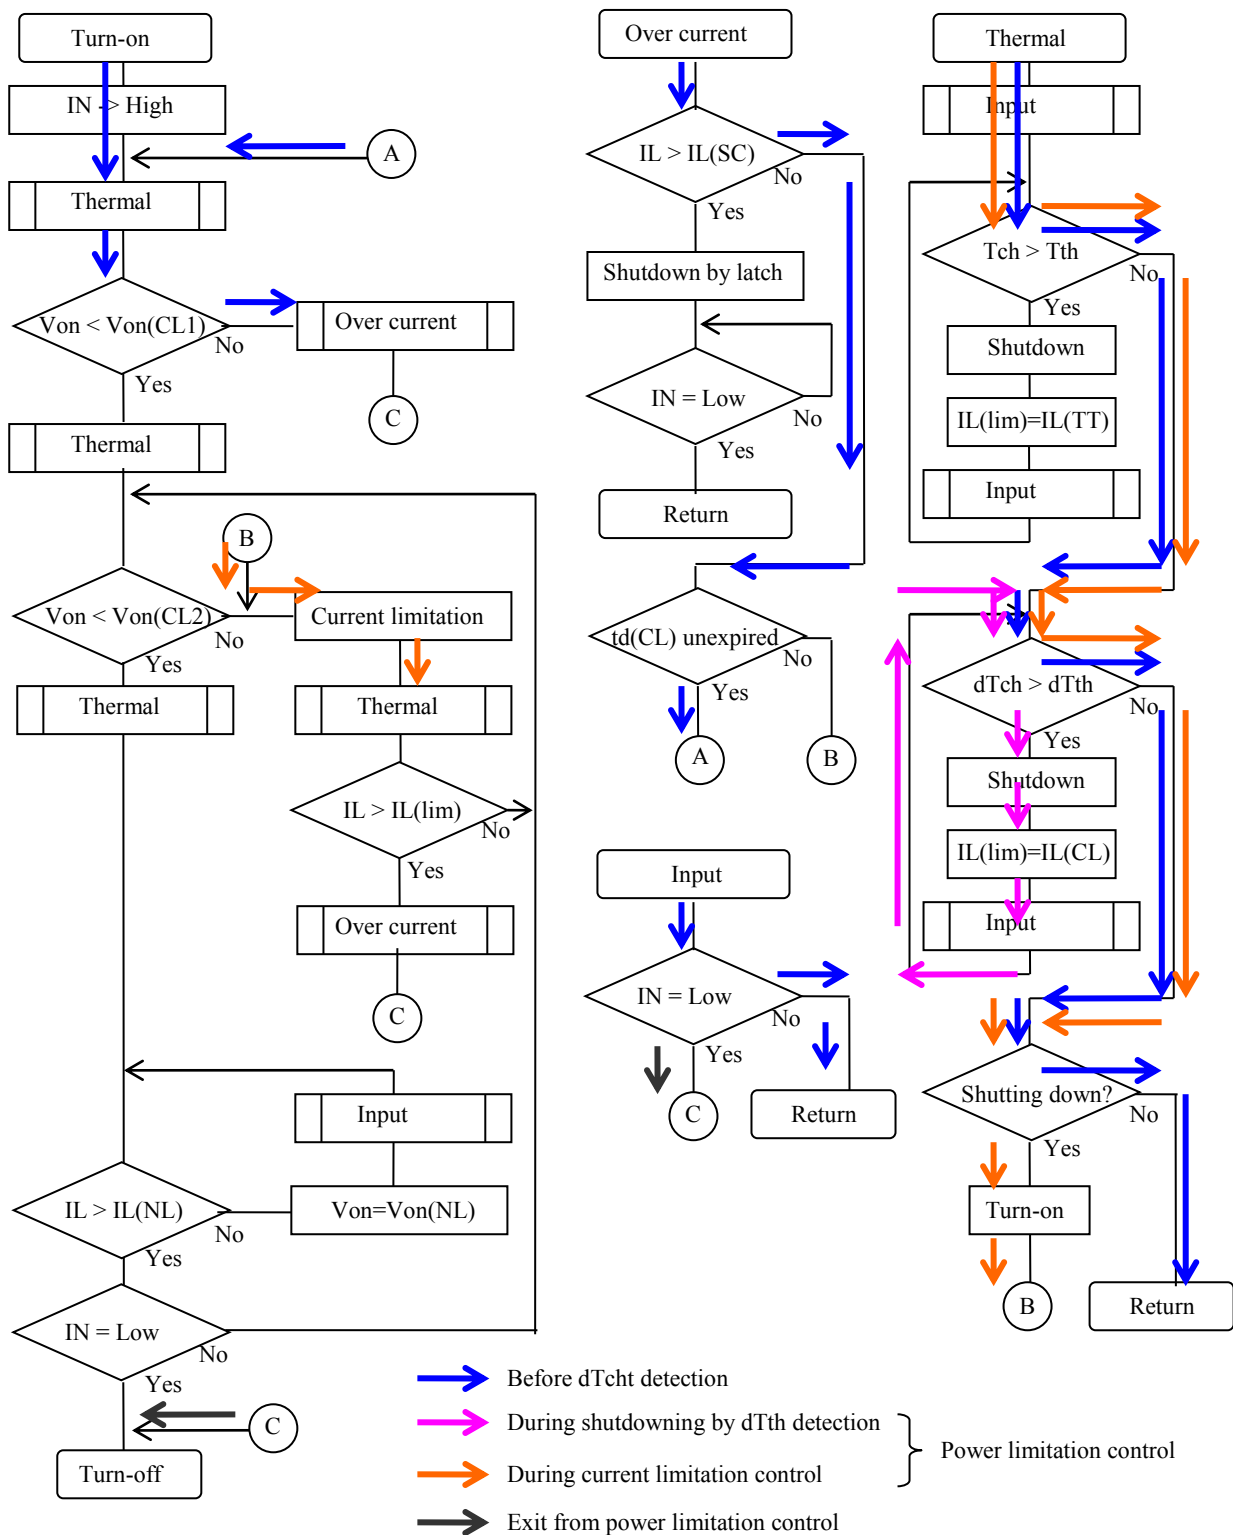 Turn-on
IN -> High
A
Thermal
Von < Von(CL1)
No
Yes
Over current
C
Thermal
B
Von < Von(CL2)
No
Yes
Current limitation
Thermal
Thermal
IL > IL(lim)
No
Yes
Over current
C
Input
IL > IL(NL)
No
Yes
Von=Von(NL)
IN = Low
No
Yes
C
Turn-off
Over current
IL > IL(SC)
No
Yes
Shutdown by latch
IN = Low
No
Yes
Return
td(CL) unexpired
No
Yes
A
B
Input
IN = Low
No
Yes
C
Return
Thermal
Input
Tch > Tth
No
Yes
Shutdown
IL(lim)=IL(TT)
Input
dTch > dTth
No
Yes
Shutdown
IL(lim)=IL(CL)
Input
Shutting down?
No
Yes
Turn-on
B
Return
Before dTcht detection
During shutdowning by dTth detection
Power limitation control
During current limitation control
Exit from power limitation control